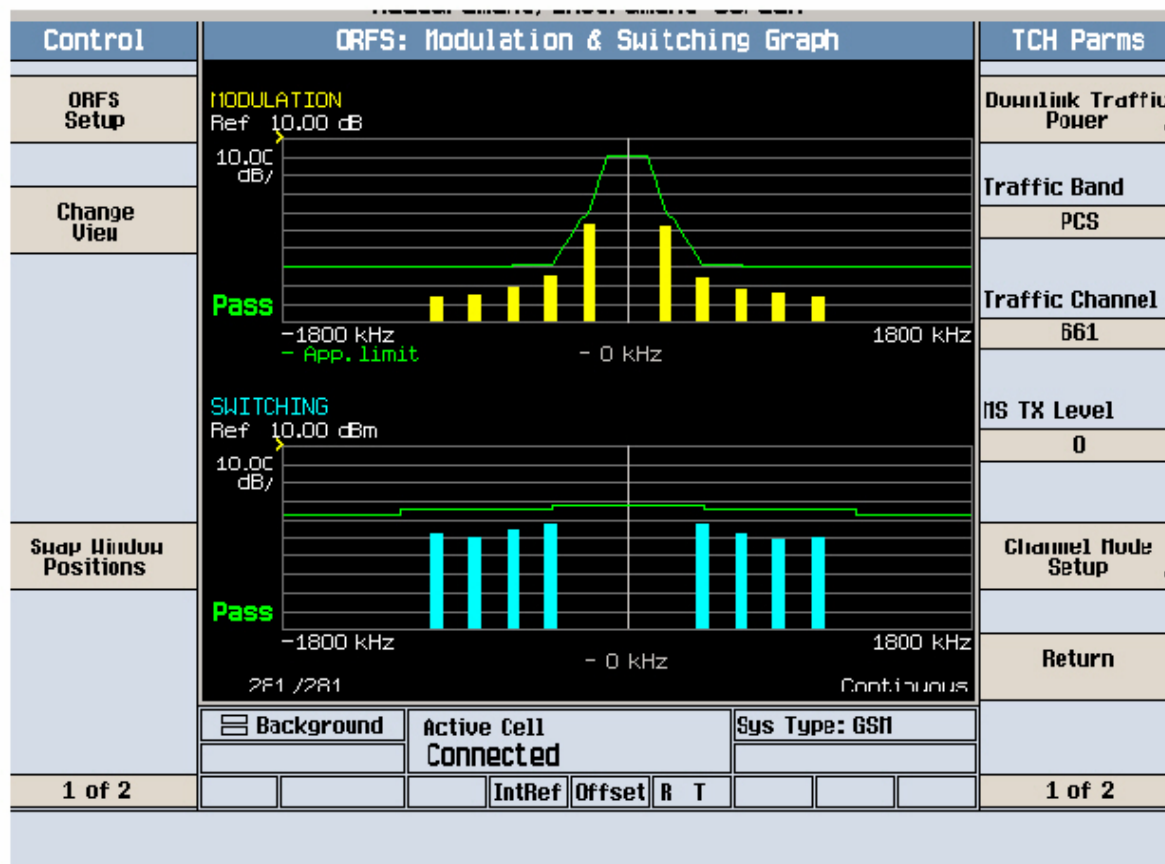 Control
ORFS: Modulation & Switching Graph
TCH Parms
ORFS
Setup
Change
View
Swap Window
Positions
1 of 2
MODULATION
Ref 10.00 dB
10.00
dB/
Pass
-1800 kHz
1800 kHz
- App.limit
- 0 kHz
SWITCHING
Ref 10.00 dBm
10.00
dB/
Pass
-1800 kHz
1800 kHz
- 0 kHz
281/281
Continuous
Background
Active Cell
Connected
Sys Type: GSM
IntRef
Offset
R T
Downlink Traffic
Power
Traffic Band
PCS
Traffic Channel
661
MS TX Level
0
Channel Mode
Setup
Return
1 of 2